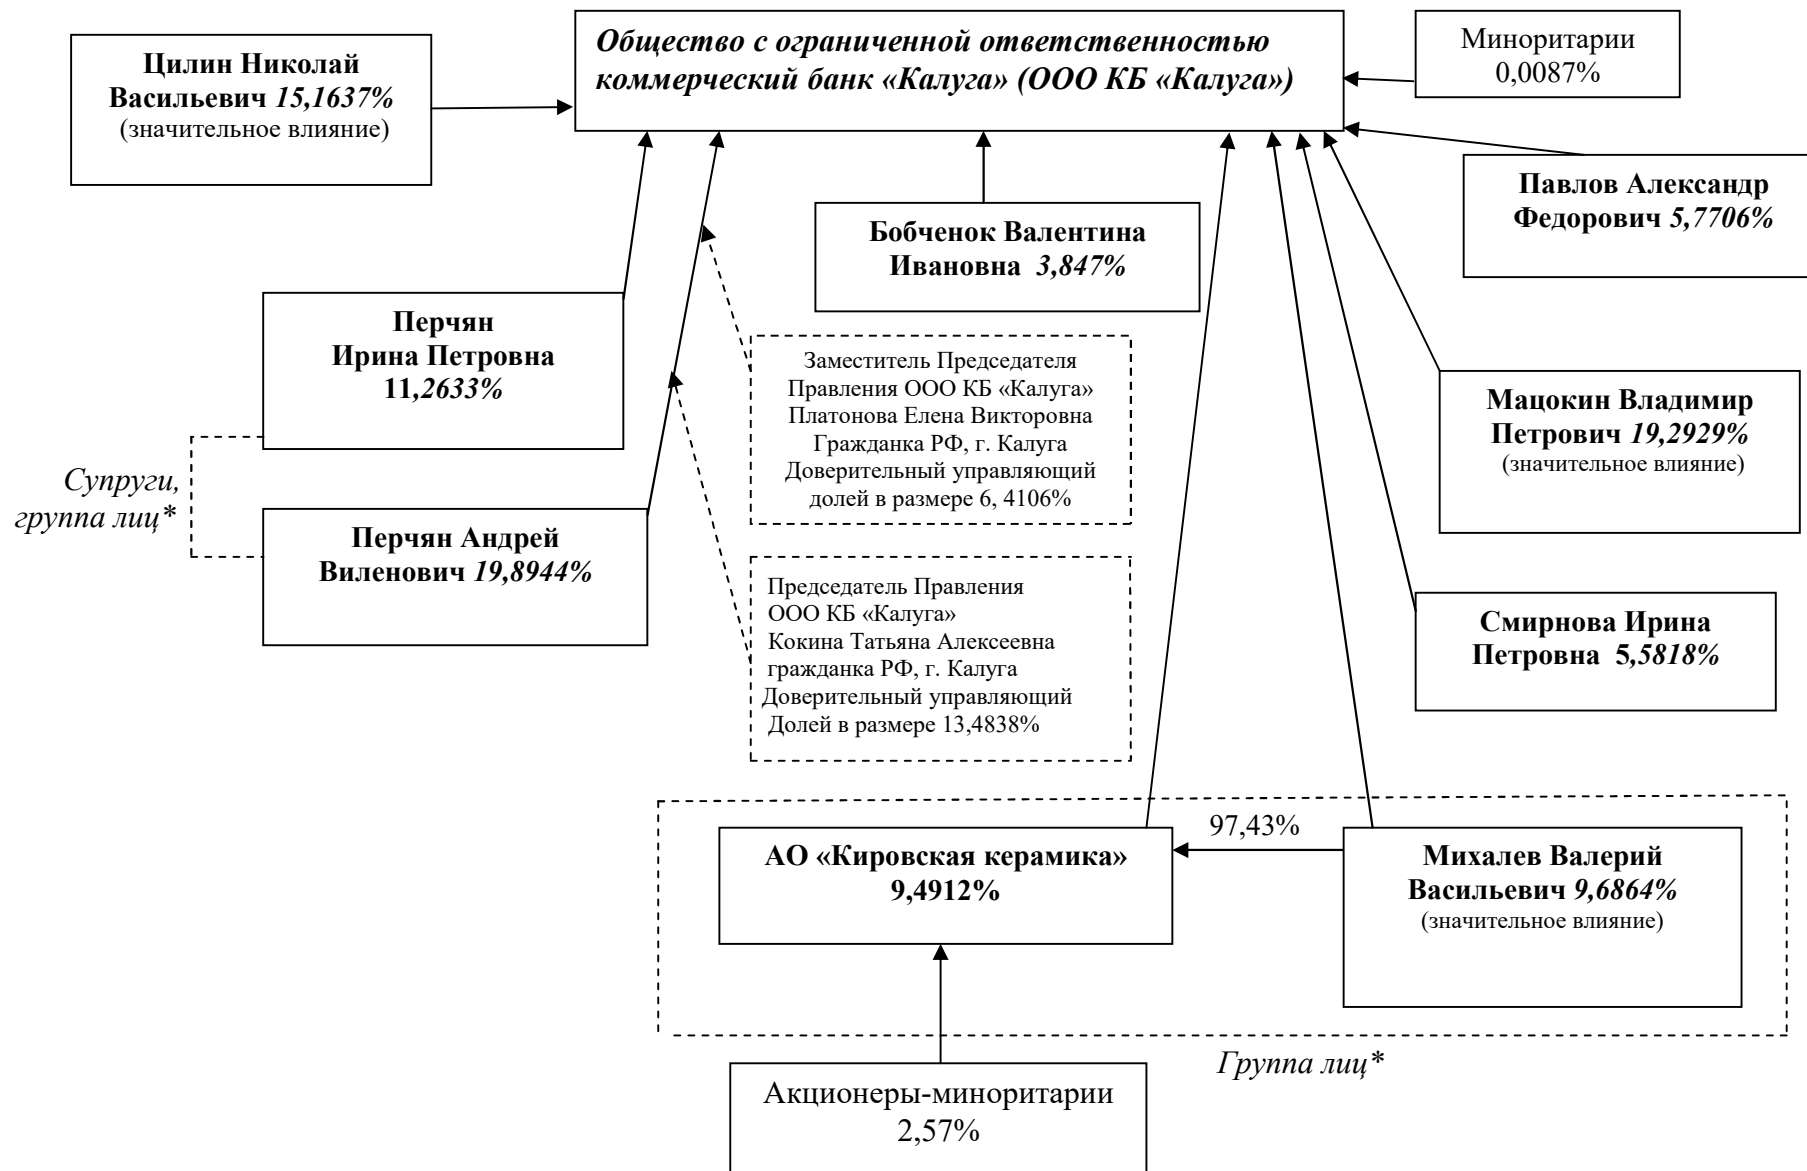 Общество с ограниченной ответственностью
коммерческий банк «Калуга» (ООО КБ «Калуга»)
Миноритарии
0,0087%
Цилин Николай
Васильевич 15,1637%
(значительное влияние)
Павлов Александр
Федорович 5,7706%
Бобченок Валентина
Ивановна 3,847%
Перчян
Ирина Петровна
11,2633%
Заместитель Председателя
Правления ООО КБ «Калуга»
Платонова Елена Викторовна
Гражданка РФ, г. Калуга
Доверительный управляющий
долей в размере 6, 4106%
Мацокин Владимир
Петрович 19,2929%
(значительное влияние)
Супруги,
группа лиц*
Перчян Андрей
Виленович 19,8944%
Председатель Правления
ООО КБ «Калуга»
Кокина Татьяна Алексеевна
гражданка РФ, г. Калуга
Доверительный управляющий
Долей в размере 13,4838%
Смирнова Ирина
Петровна 5,5818%
97,43%
АО «Кировская керамика»
9,4912%
Михалев Валерий
Васильевич 9,6864%
(значительное влияние)
Группа лиц*
Акционеры-миноритарии
2,57%